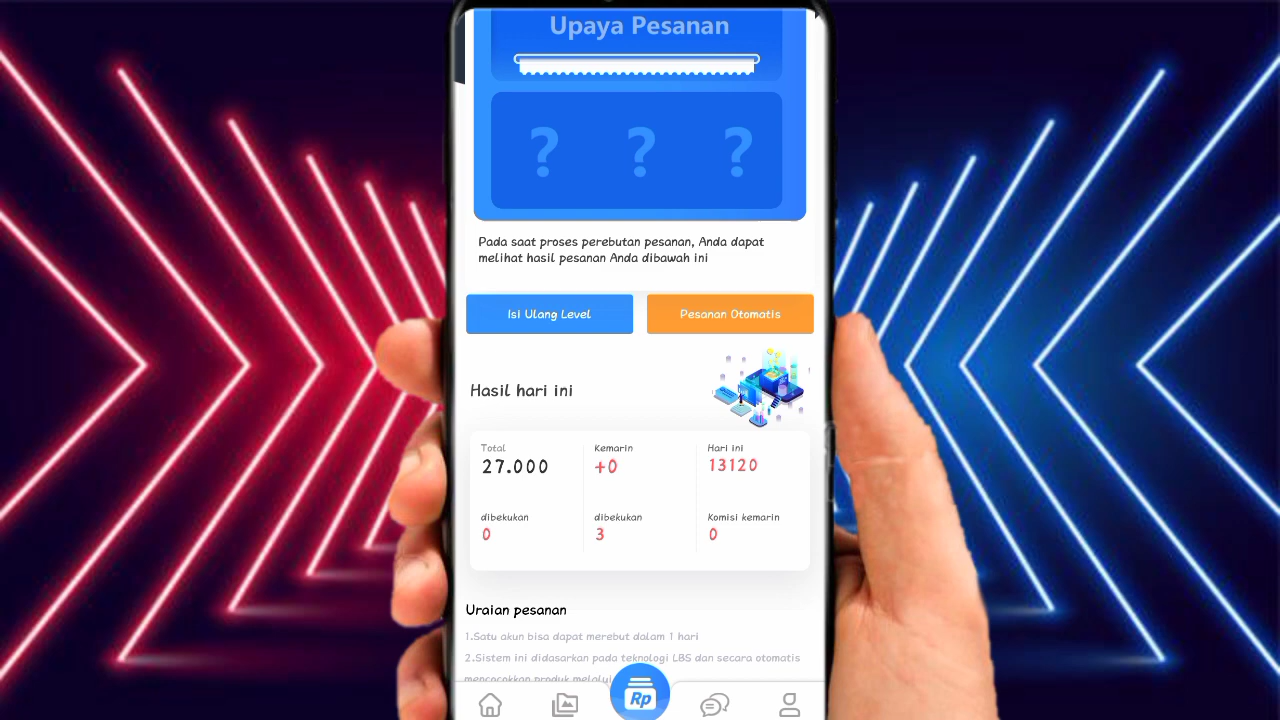 Upaya Pesanan
? ? ?
Pada saat proses perebutan pesanan, Anda dapat
melihat hasil pesanan Anda dibawah ini
Isi Ulang Level
Pesanan Otomatis
Hasil hari ini
Total
27.000
Kemarin
+0
Hari ini
13120
dibekukan
0
dibekukan
3
Komisi kemarin
0
Uraian pesanan
1.Satu akun bisa dapat merebut dalam 1 hari
2.Sistem ini didasarkan pada teknologi LBS dan secara otomatis
mencocokkan produk melalui
Rp